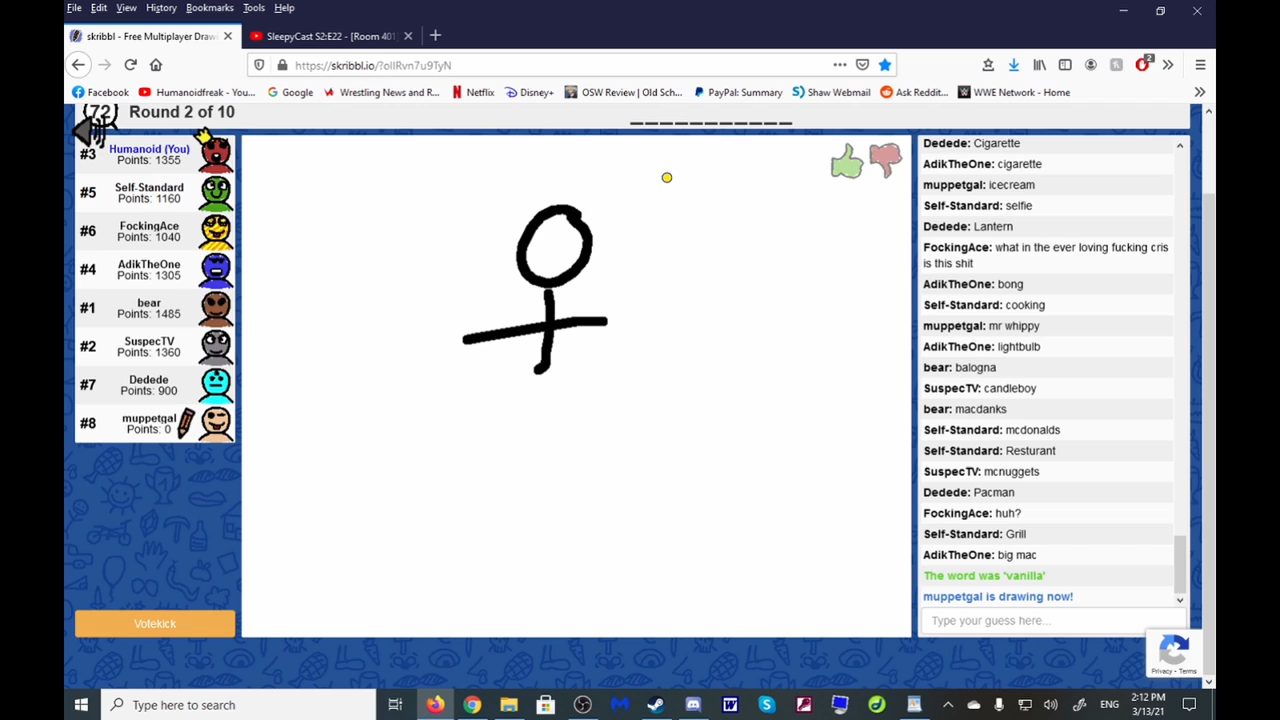 File Edit View History Bookmarks Tools Help
skribbl - Free Multiplayer Draw
SleepyCast S2:E22 - [Room 401
https://skribbl.io/?olIRvn7u9TyN
2
Facebook Humanoidfreak - You... Google Wrestling News and R... Netflix Disney+ OSW Review | Old Sch... PayPal: Summary Shaw Webmail Ask Reddit... WWE Network - Home
72 Round 2 of 10
___________
#3 Humanoid (You)
Points: 1355
#5 Self-Standard
Points: 1160
#6 FockingAce
Points: 1040
#4 AdikTheOne
Points: 1305
#1 bear
Points: 1485
#2 SuspecTV
Points: 1360
#7 Dedede
Points: 900
#8 muppetgal
Points: 0
Votekick
Dedede: Cigarette
AdikTheOne: cigarette
muppetgal: icecream
Self-Standard: selfie
Dedede: Lantern
FockingAce: what in the ever loving fucking cris
is this shit
AdikTheOne: bong
Self-Standard: cooking
muppetgal: mr whippy
AdikTheOne: lightbulb
bear: balogna
SuspecTV: candleboy
bear: macdanks
Self-Standard: mcdonalds
Self-Standard: Resturant
SuspecTV: mcnuggets
Dedede: Pacman
FockingAce: huh?
Self-Standard: Grill
AdikTheOne: big mac
The word was 'vanilla'
muppetgal is drawing now!
Type your guess here...
Privacy - Terms
Type here to search
ENG
2:12 PM
3/13/21